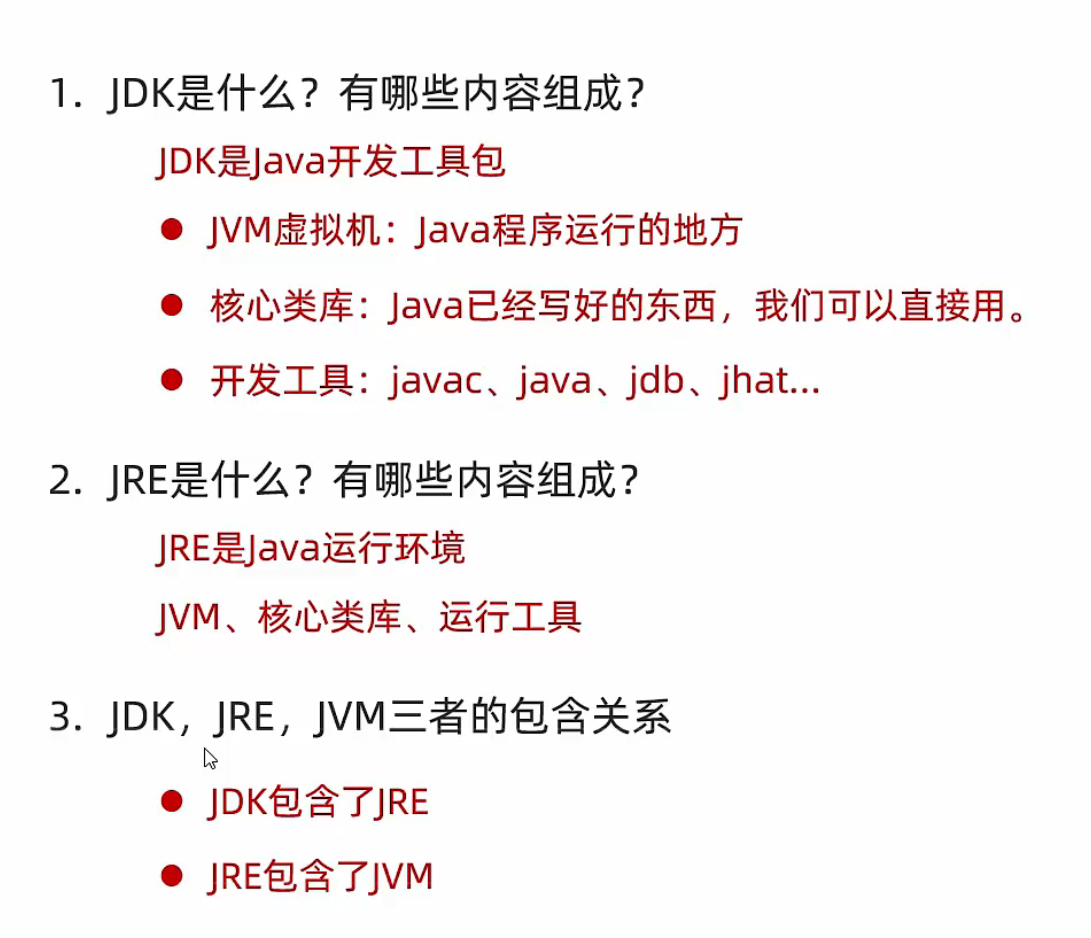 1. JDK是什么？有哪些内容组成？
JDK是Java开发工具包
● JVM虚拟机：Java程序运行的地方
● 核心类库：Java已经写好的东西，我们可以直接用。
● 开发工具：javac、java、jdb、jhat...
2. JRE是什么？有哪些内容组成？
JRE是Java运行环境
JVM、核心类库、运行工具
3. JDK，JRE，JVM三者的包含关系
● JDK包含了JRE
● JRE包含了JVM